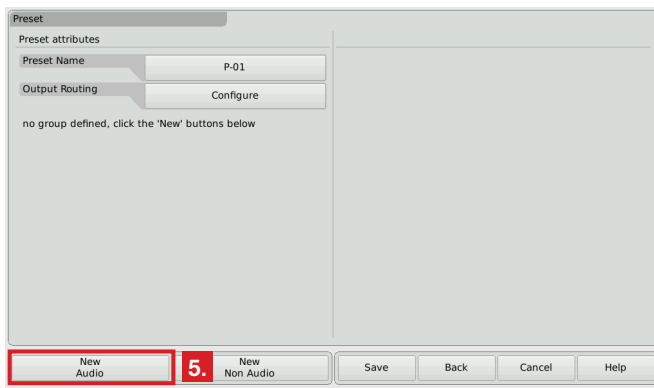 Preset
Preset attributes
Preset Name
P-01
Output Routing
Configure
no group defined, click the 'New' buttons below
New
Audio
5.
New
Non Audio
Save
Back
Cancel
Help